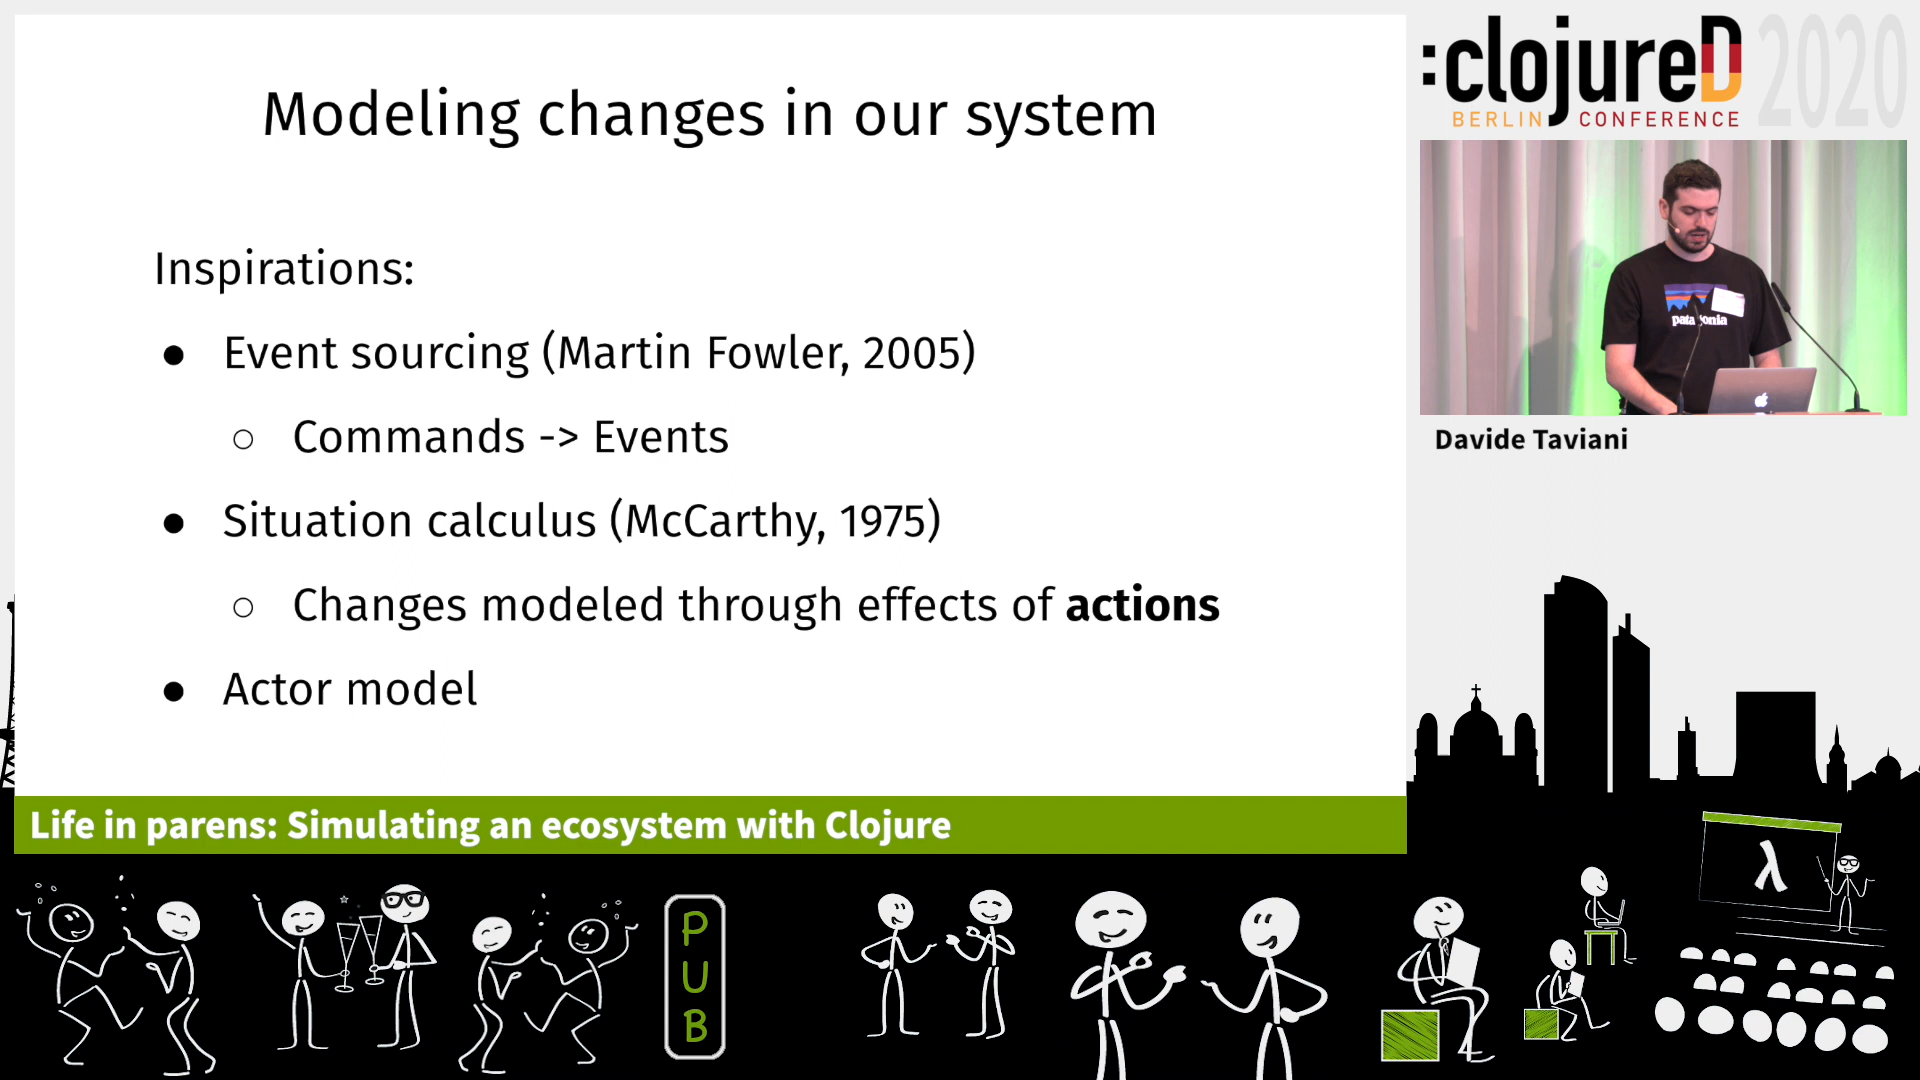 Modeling changes in our system
Inspirations:
● Event sourcing (Martin Fowler, 2005)
○ Commands -> Events
● Situation calculus (McCarthy, 1975)
○ Changes modeled through effects of actions
● Actor model
Life in parens: Simulating an ecosystem with Clojure
:clojureD 2020
BERLIN CONFERENCE
patagonia
Davide Taviani
PUB
λ